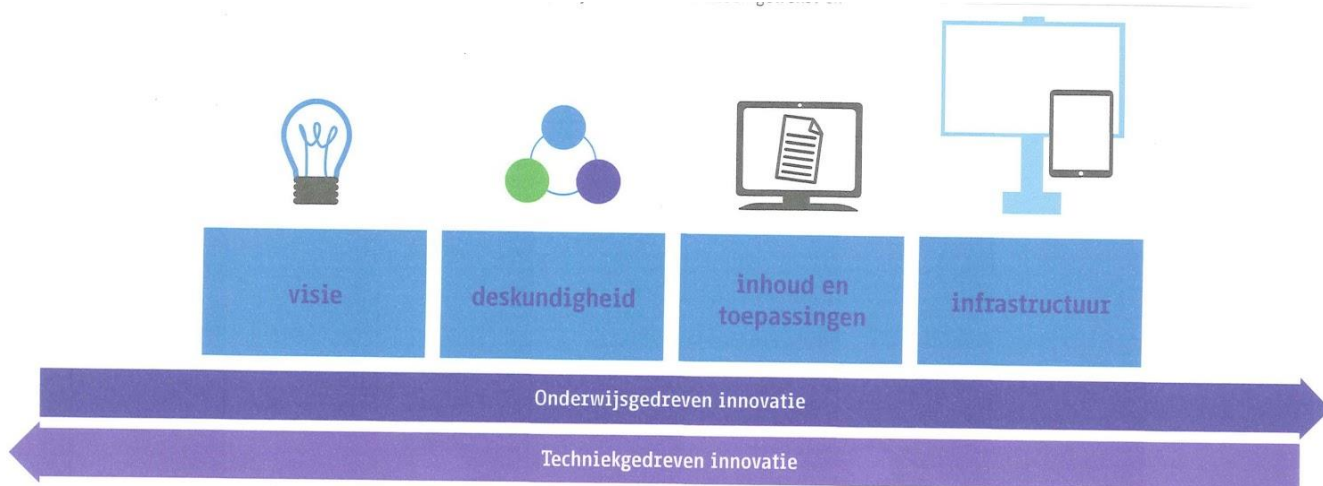 visie
deskundigheid
inhoud en
toepassingen
infrastructuur
Onderwijsgedreven innovatie
Techniekgedreven innovatie